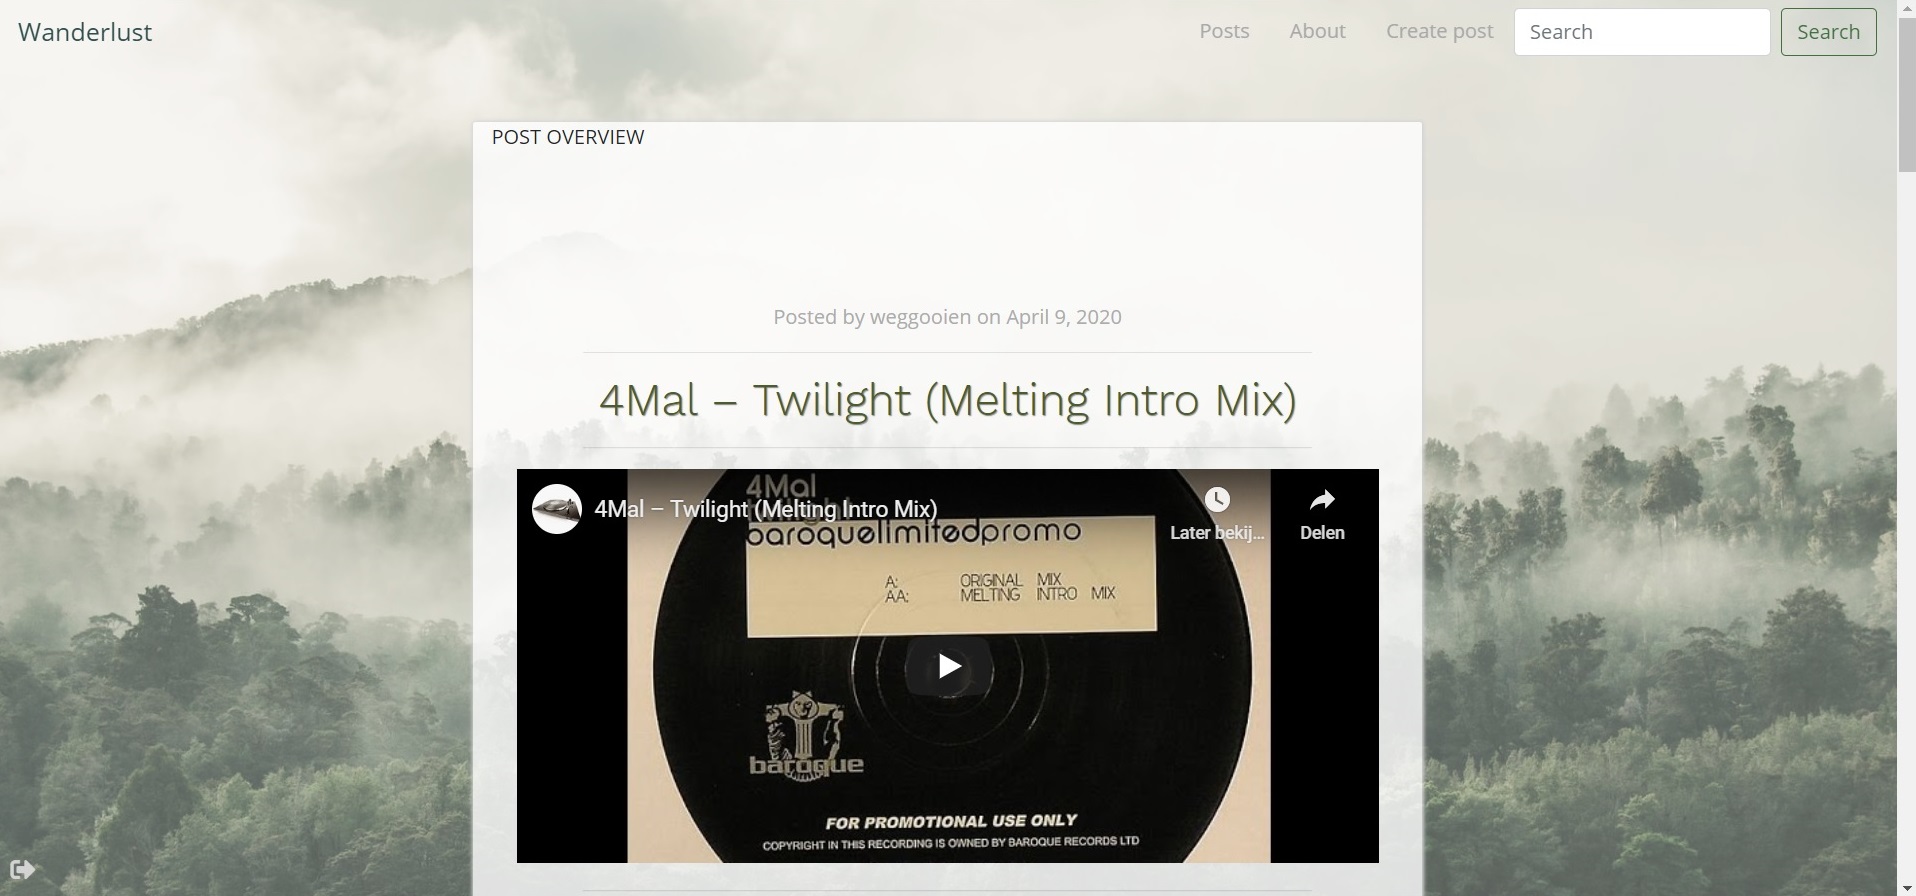 Wanderlust
Posts
About
Create post
Search
Search
POST OVERVIEW
Posted by weggooien on April 9, 2020
4Mal – Twilight (Melting Intro Mix)
4Mal – Twilight (Melting Intro Mix)
Later bekij...
Delen
4Mal
twilight
baroquelimitedpromo
A: ORIGINAL MIX
AA: MELTING INTRO MIX
baroque
FOR PROMOTIONAL USE ONLY
COPYRIGHT IN THIS RECORDING IS OWNED BY BAROQUE RECORDS LTD